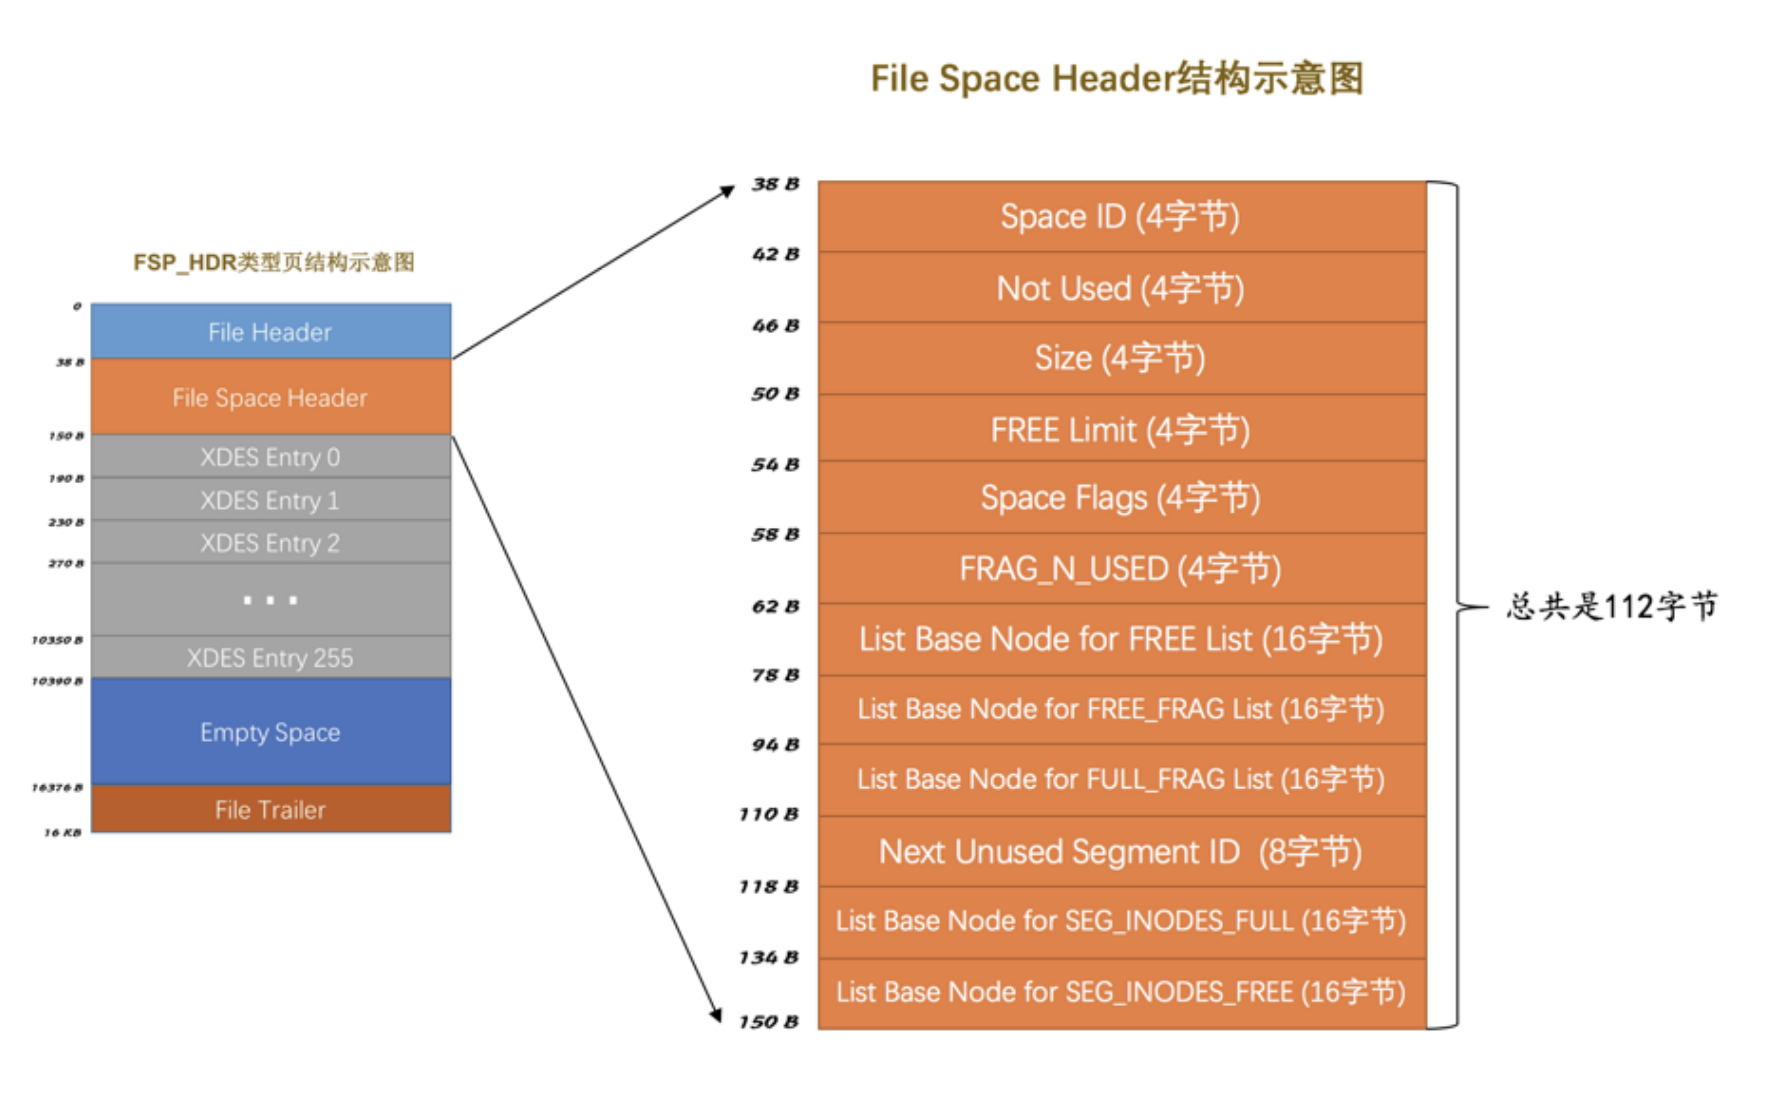 File Space Header结构示意图
FSP_HDR类型页结构示意图
0
File Header
38 B
File Space Header
150 B
XDES Entry 0
190 B
XDES Entry 1
230 B
XDES Entry 2
270 B
...
10350 B
XDES Entry 255
10390 B
Empty Space
16376 B
File Trailer
16 KB
38 B
Space ID (4字节)
42 B
Not Used (4字节)
46 B
Size (4字节)
50 B
FREE Limit (4字节)
54 B
Space Flags (4字节)
58 B
FRAG_N_USED (4字节)
62 B
List Base Node for FREE List (16字节)
78 B
List Base Node for FREE_FRAG List (16字节)
94 B
List Base Node for FULL_FRAG List (16字节)
110 B
Next Unused Segment ID (8字节)
118 B
List Base Node for SEG_INODES_FULL (16字节)
134 B
List Base Node for SEG_INODES_FREE (16字节)
150 B
总共是112字节